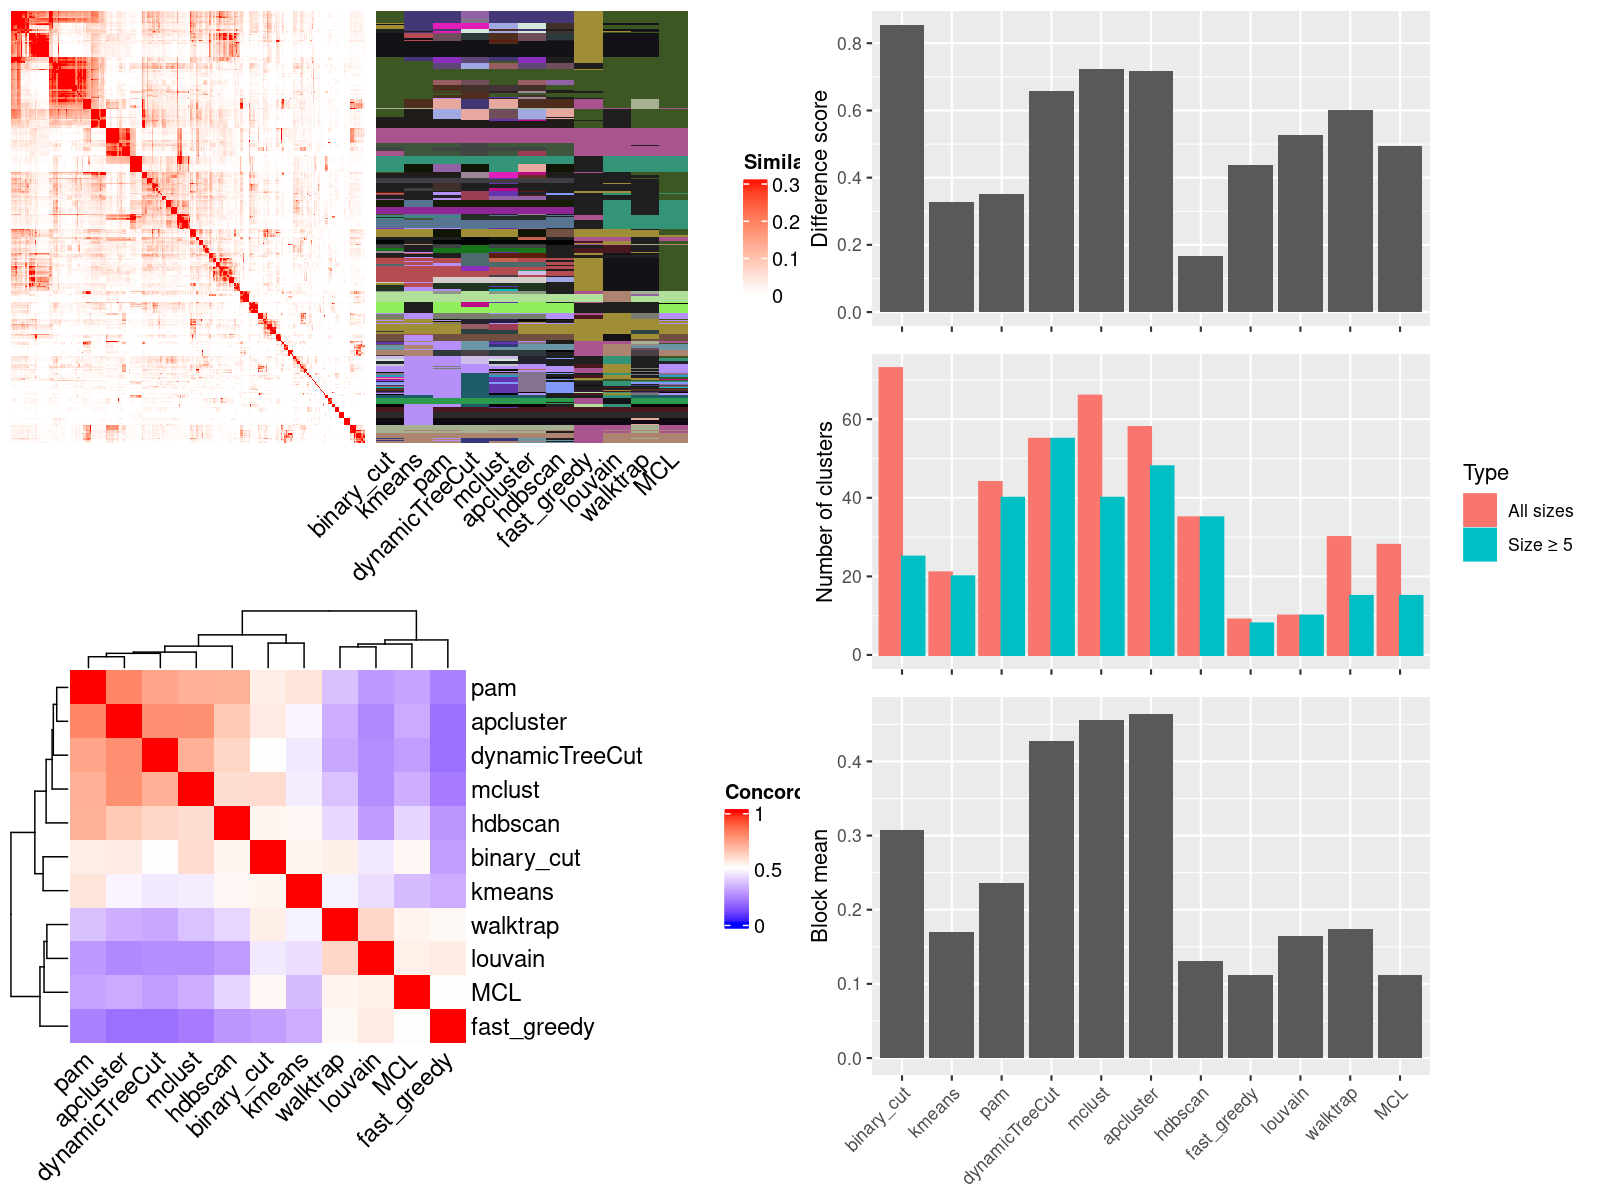 Simila
0.3
0.2
0.1
0
binary_cut
kmeans
pam
dynamicTreeCut
mclust
apcluster
hdbscan
fast_greedy
louvain
walktrap
MCL
pam
apcluster
dynamicTreeCut
mclust
hdbscan
binary_cut
kmeans
walktrap
louvain
MCL
fast_greedy
Concord
1
0.5
0
pam
apcluster
dynamicTreeCut
mclust
hdbscan
binary_cut
kmeans
walktrap
louvain
MCL
fast_greedy
Difference score
0.8
0.6
0.4
0.2
0.0
Number of clusters
60
40
20
0
Type
All sizes
Size ≥ 5
Block mean
0.4
0.3
0.2
0.1
0.0
binary_cut
kmeans
pam
dynamicTreeCut
mclust
apcluster
hdbscan
fast_greedy
louvain
walktrap
MCL